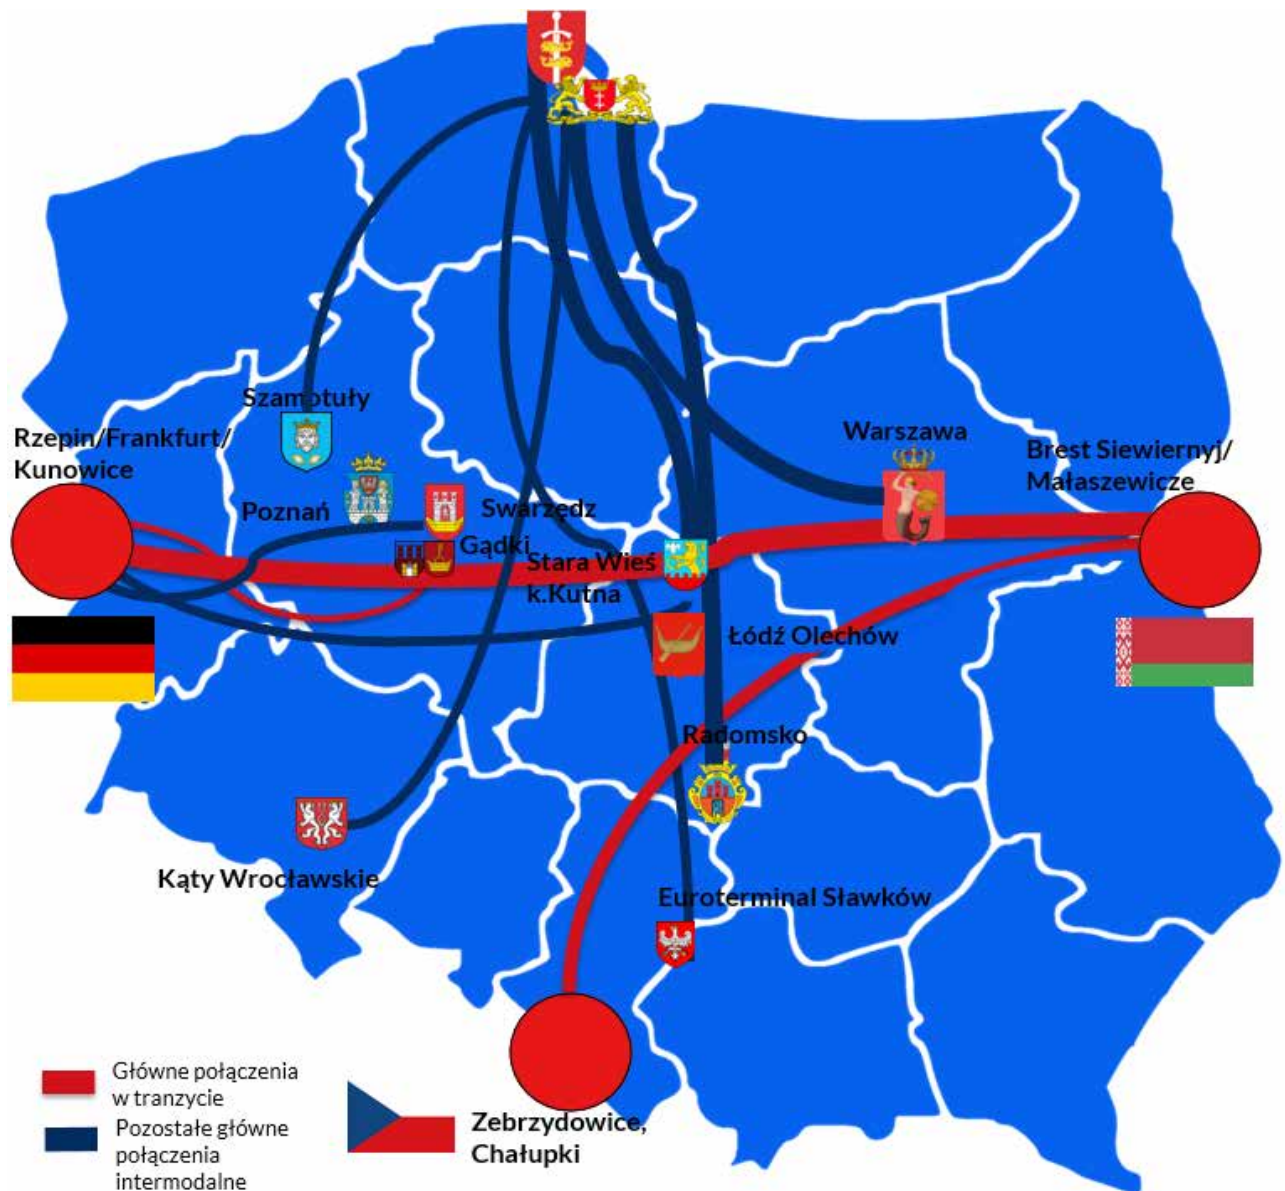 Szamotuły
Rzepin/Frankfurt/
Kunowice
Warszawa
Brest Siewiernyj/
Małaszewicze
Poznań
Swarzędz
Gądki
Stara Wieś
k.Kutna
Łódź Olechów
Radomsko
Kąty Wrocławskie
Euroterminal Sławków
Zebrzydowice,
Chałupki
Główne połączenia
w tranzycie
Pozostałe główne
połączenia
intermodalne